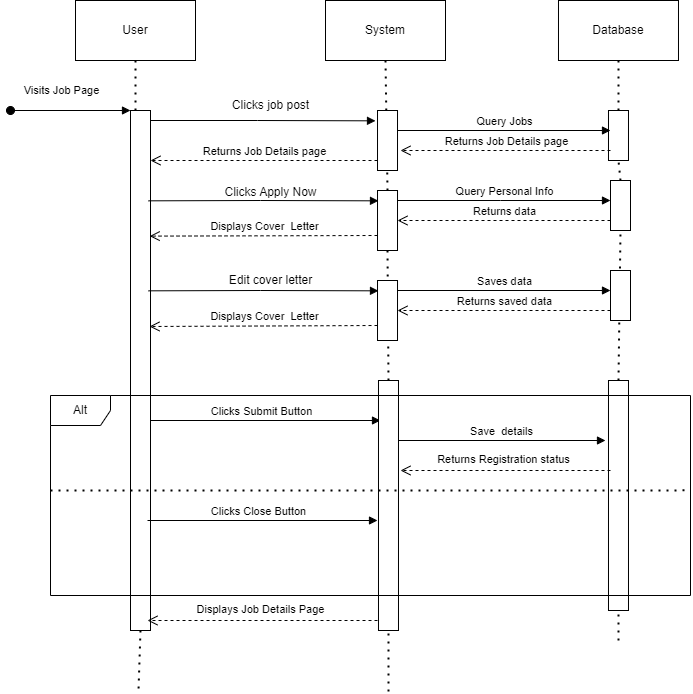 User
System
Database
Visits Job Page
Clicks job post
Query Jobs
Returns Job Details page
Returns Job Details page
Clicks Apply Now
Query Personal Info
Returns data
Displays Cover Letter
Edit cover letter
Saves data
Returns saved data
Displays Cover Letter
Alt
Clicks Submit Button
Save details
Returns Registration status
Clicks Close Button
Displays Job Details Page